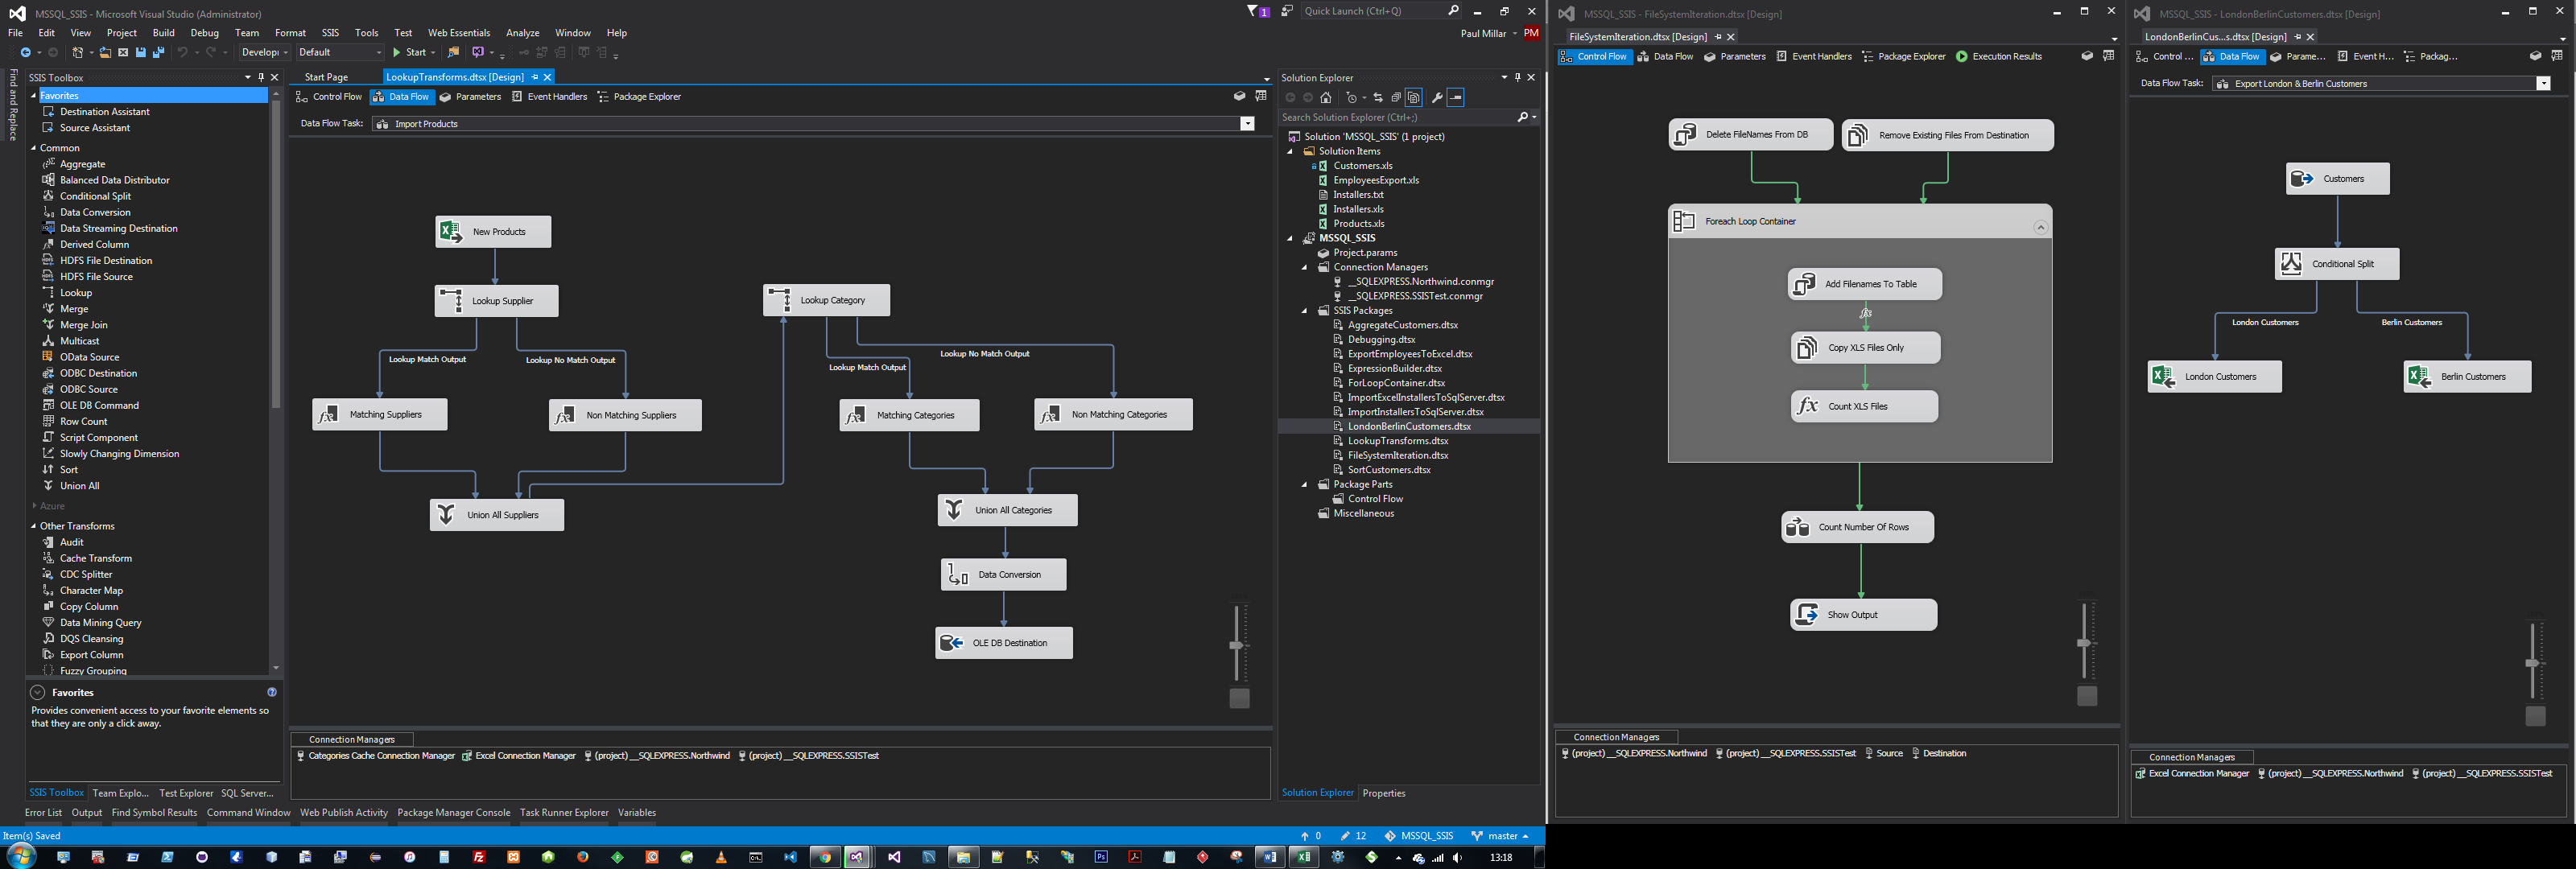 MSSQL_SSIS - Microsoft Visual Studio (Administrator)
1
Quick Launch (Ctrl+Q)
File Edit View Project Build Debug Team Format SSIS Tools Test Web Essentials Analyze Window Help
Paul Millar PM
Developi Default Start
Find and Replace
SSIS Toolbox
Favorites
Destination Assistant
Source Assistant
Common
Aggregate
Balanced Data Distributor
Conditional Split
Data Conversion
Data Streaming Destination
Derived Column
HDFS File Destination
HDFS File Source
Lookup
Merge
Merge Join
Multicast
OData Source
ODBC Destination
ODBC Source
OLE DB Command
Row Count
Script Component
Slowly Changing Dimension
Sort
Union All
Azure
Other Transforms
Audit
Cache Transform
CDC Splitter
Character Map
Copy Column
Data Mining Query
DQS Cleansing
Export Column
Fuzzy Grouping
Favorites
Provides convenient access to your favorite elements so
that they are only a click away.
SSIS Toolbox Team Explo... Test Explorer SQL Server...
Start Page LookupTransforms.dtsx [Design]
Control Flow Data Flow Parameters Event Handlers Package Explorer
Data Flow Task: Import Products
New Products
Lookup Supplier
Lookup Category
Lookup Match Output
Lookup No Match Output
Lookup Match Output
Lookup No Match Output
Matching Suppliers
Non Matching Suppliers
Matching Categories
Non Matching Categories
Union All Suppliers
Union All Categories
Data Conversion
OLE DB Destination
Connection Managers
Categories Cache Connection Manager Excel Connection Manager (project) __SQLEXPRESS.Northwind (project) __SQLEXPRESS.SSISTest
Solution Explorer
Search Solution Explorer (Ctrl+;)
Solution 'MSSQL_SSIS' (1 project)
Solution Items
Customers.xls
EmployeesExport.xls
Installers.txt
Installers.xls
Products.xls
MSSQL_SSIS
Project.params
Connection Managers
__SQLEXPRESS.Northwind.conmgr
__SQLEXPRESS.SSISTest.conmgr
SSIS Packages
AggregateCustomers.dtsx
Debugging.dtsx
ExportEmployeesToExcel.dtsx
ExpressionBuilder.dtsx
ForLoopContainer.dtsx
ImportExcelInstallersToSqlServer.dtsx
ImportInstallersToSqlServer.dtsx
LondonBerlinCustomers.dtsx
LookupTransforms.dtsx
FileSystemIteration.dtsx
SortCustomers.dtsx
Package Parts
Control Flow
Miscellaneous
Solution Explorer Properties
Error List Output Find Symbol Results Command Window Web Publish Activity Package Manager Console Task Runner Explorer Variables
Item(s) Saved
0 12 MSSQL_SSIS master
13:18
MSSQL_SSIS - FileSystemIteration.dtsx [Design]
FileSystemIteration.dtsx [Design]
Control Flow Data Flow Parameters Event Handlers Package Explorer Execution Results
Delete FileNames From DB
Remove Existing Files From Destination
Foreach Loop Container
Add Filenames To Table
fx
Copy XLS Files Only
fx Count XLS Files
Count Number Of Rows
Show Output
Connection Managers
(project) __SQLEXPRESS.Northwind (project) __SQLEXPRESS.SSISTest Source Destination
MSSQL_SSIS - LondonBerlinCustomers.dtsx [Design]
LondonBerlinCus...s.dtsx [Design]
Control ... Data Flow Parame... Event H... Packag...
Data Flow Task: Export London & Berlin Customers
Customers
Conditional Split
London Customers
Berlin Customers
London Customers
Berlin Customers
Connection Managers
Excel Connection Manager (project) __SQLEXPRESS.Northwind (project) __SQLEXPRESS.SSISTest